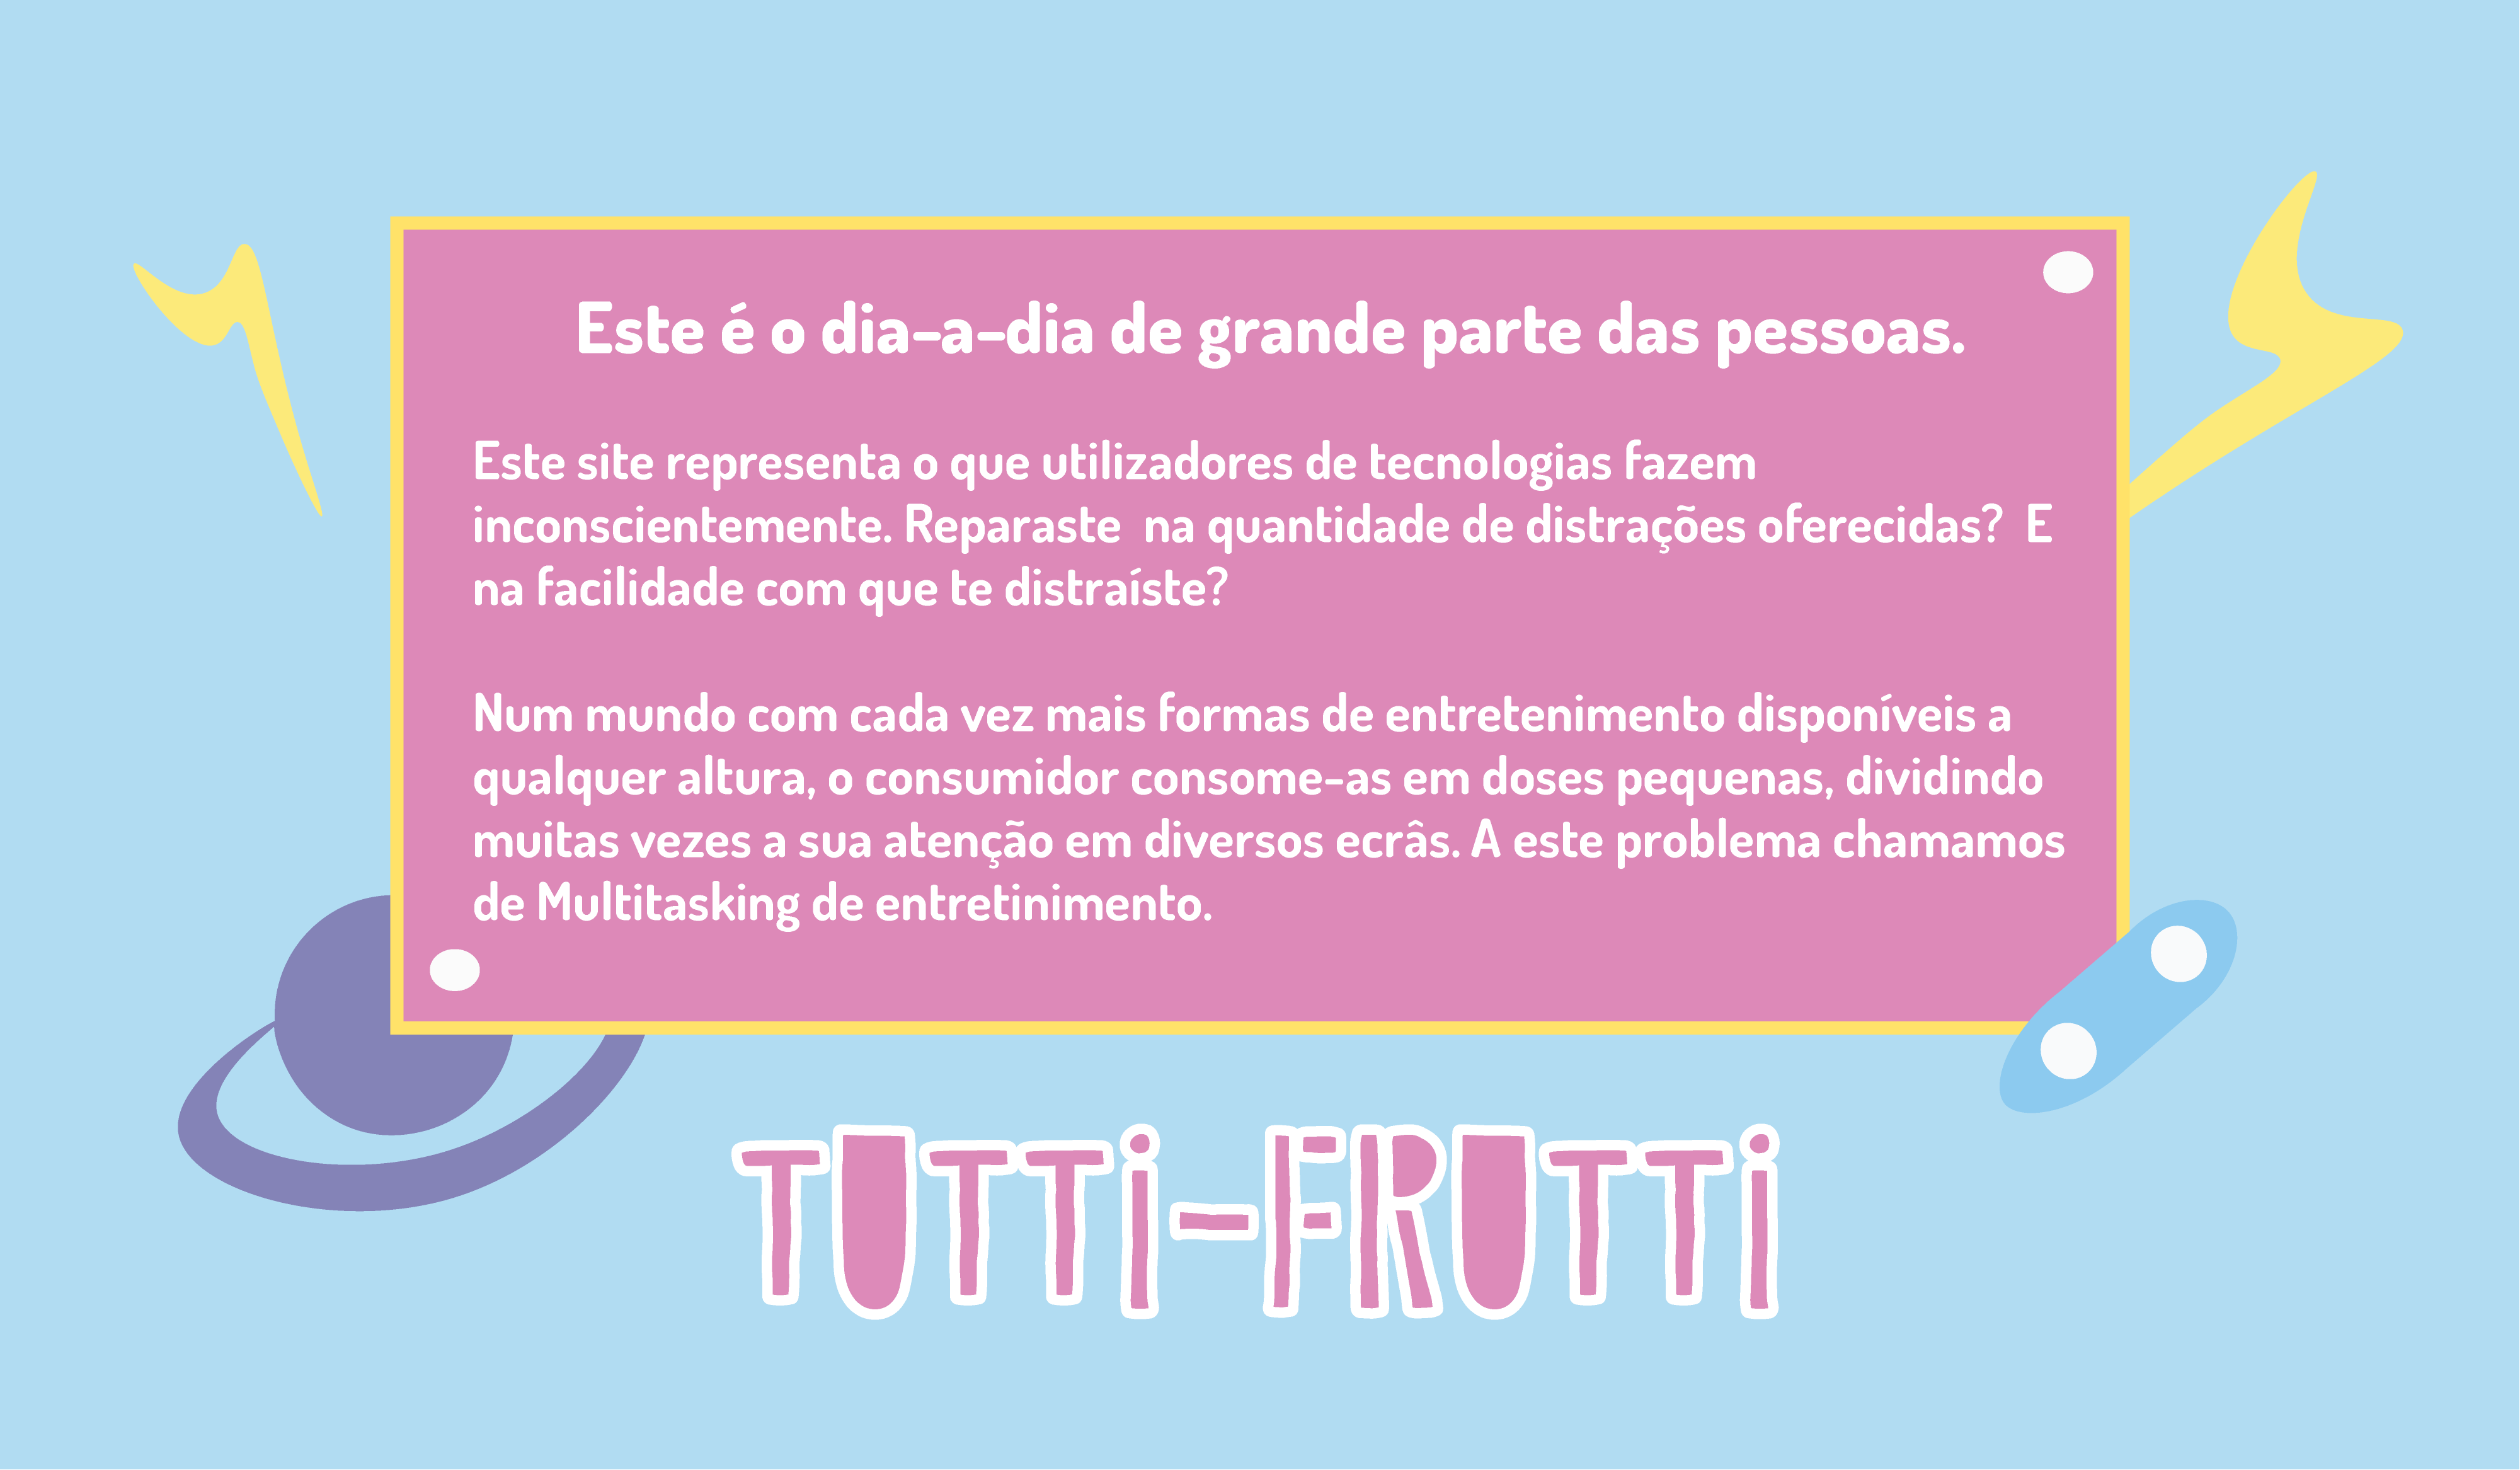 Este é o dia-a-dia de grande parte das pessoas.
Este site representa o que utilizadores de tecnologias fazem
inconscientemente. Reparaste na quantidade de distrações oferecidas? E
na facilidade com que te distraíste?
Num mundo com cada vez mais formas de entretenimento disponíveis a
qualquer altura, o consumidor consome-as em doses pequenas, dividindo
muitas vezes a sua atenção em diversos ecrâs. A este problema chamamos
de Multitasking de entretinimento.
TUTTi-FRUTTi